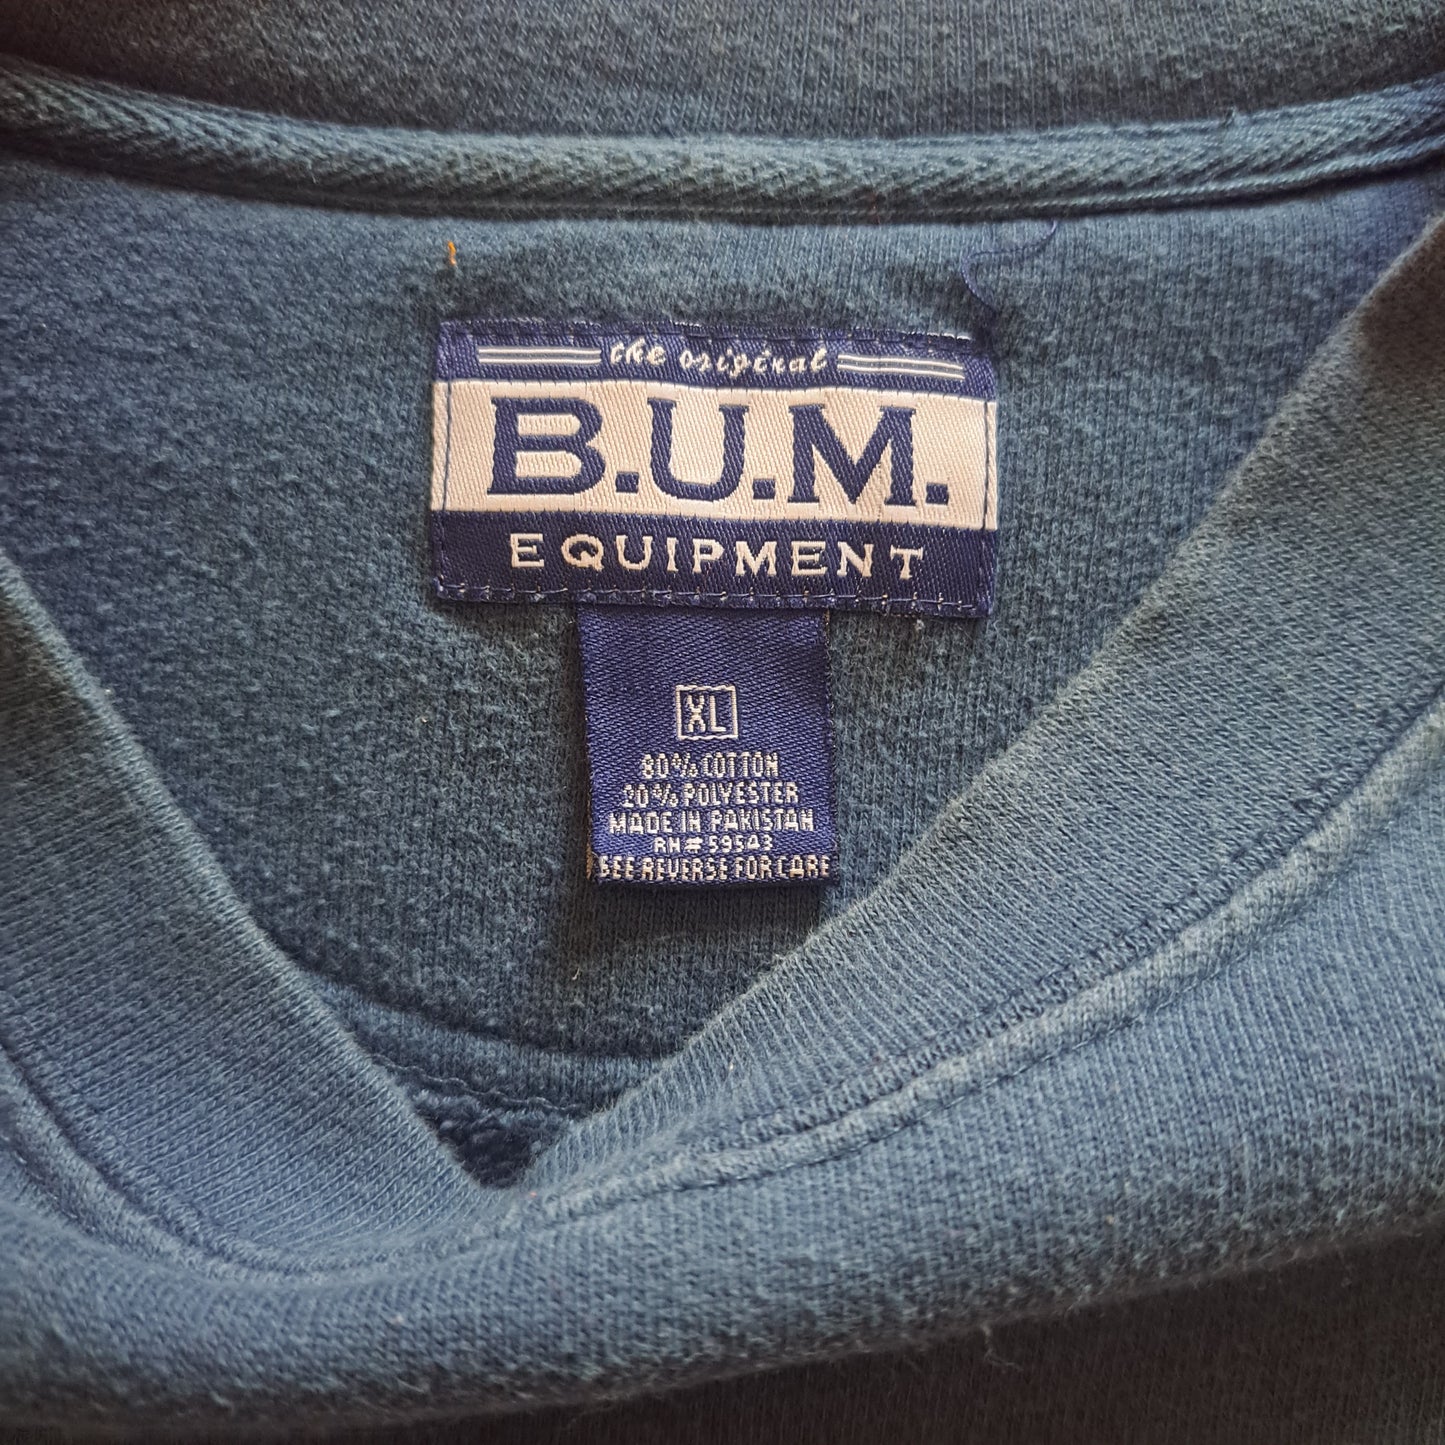 the original
B.U.M.
EQUIPMENT
XL
80% COTTON
20% POLYESTER
MADE IN PAKISTAN
RN# 59543
SEE REVERSE FOR CARE